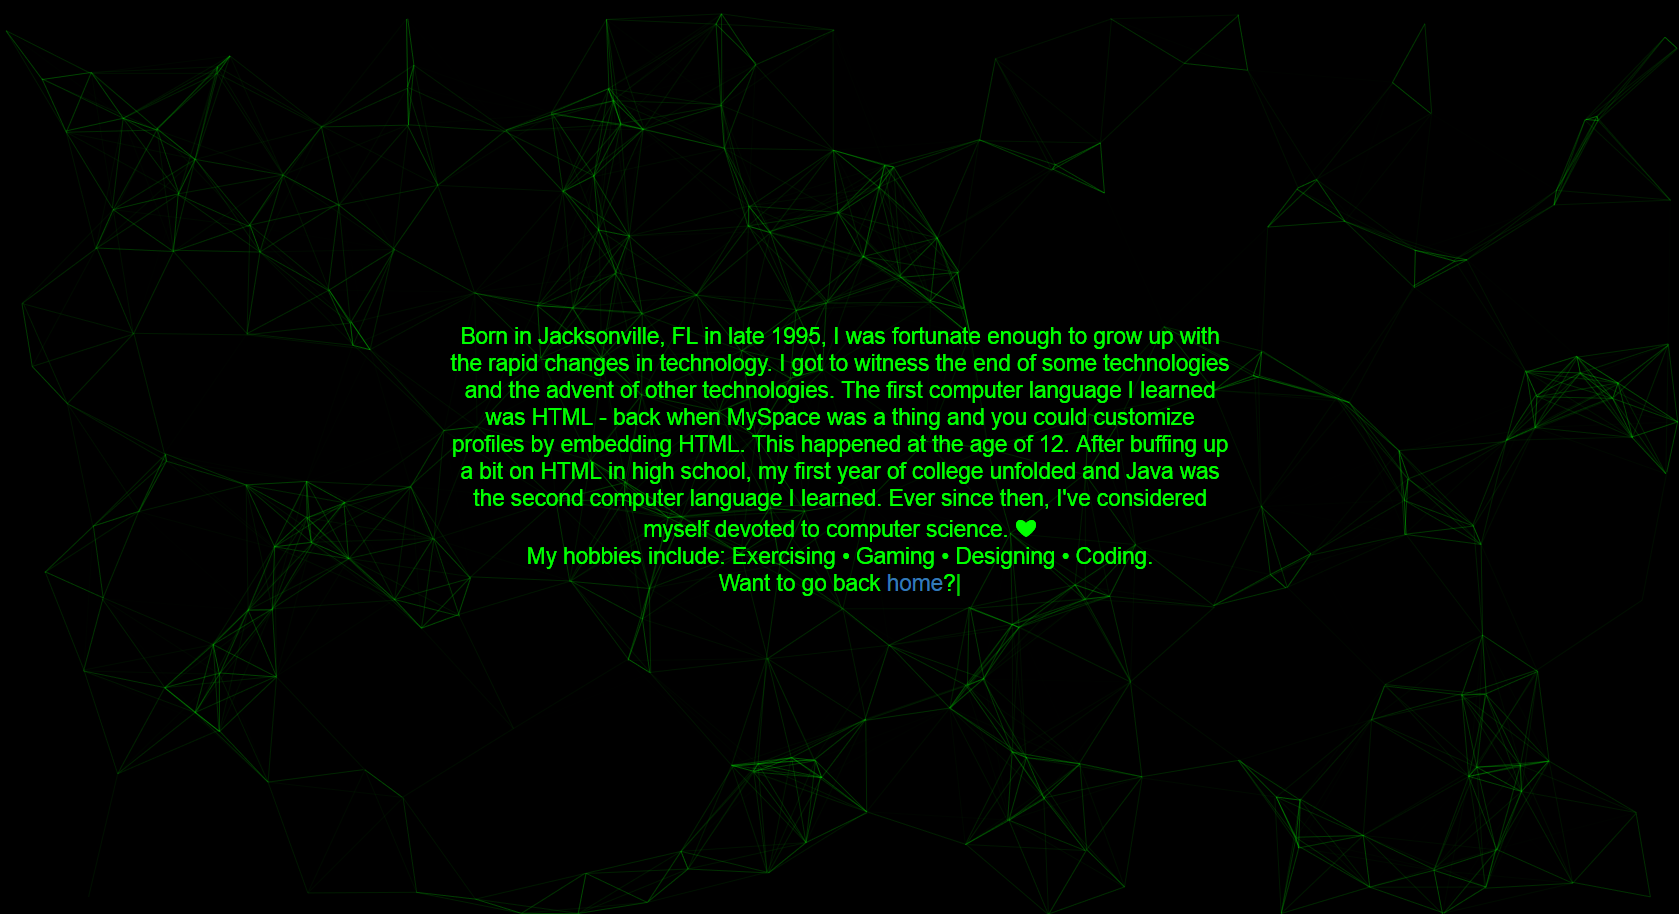 Born in Jacksonville, FL in late 1995, I was fortunate enough to grow up with
the rapid changes in technology. I got to witness the end of some technologies
and the advent of other technologies. The first computer language I learned
was HTML - back when MySpace was a thing and you could customize
profiles by embedding HTML. This happened at the age of 12. After buffing up
a bit on HTML in high school, my first year of college unfolded and Java was
the second computer language I learned. Ever since then, I've considered
myself devoted to computer science. ♥
My hobbies include: Exercising • Gaming • Designing • Coding.
Want to go back home?|